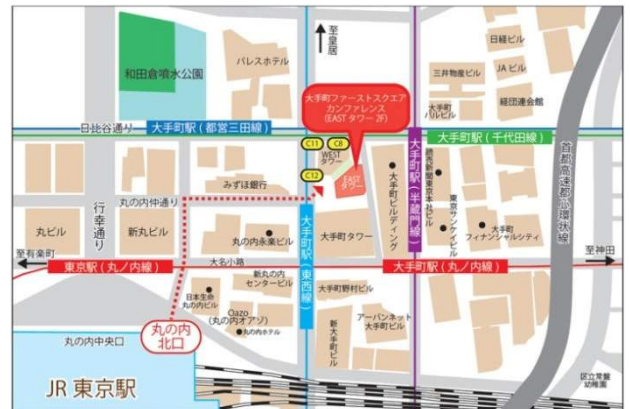 至皇居
日経ビル
JAビル
三井物産ビル
経団連会館
大手町
パルビル
パレスホテル
和田倉噴水公園
大手町ファーストスクエア
カンファレンス
(EASTタワー 2F)
日比谷通り
大手町駅(都営三田線)
大手町駅(千代田線)
C11
C8
WEST
タワー
C12
EAST
タワー
みずほ銀行
丸の内仲通り
行幸通り
丸ビル
新丸ビル
丸の内永楽ビル
大手町タワー
大手町ビルディング
大手町駅(半蔵門線)
読売新聞東京本社ビル
東京サンケイビル
大手町
フィナンシャルシティ
首都高速都心環状線
至有楽町
至神田
東京駅(丸ノ内線)
大名小路
大手町駅(東西線)
大手町駅(丸ノ内線)
新丸の内
センタービル
大手町野村ビル
日本生命
丸の内ビル
Oazo
(丸の内オアゾ)
丸の内ホテル
新大手町ビル
アーバンネット
大手町ビル
丸の内
北口
丸の内中央口
JR 東京駅
区立常盤
幼稚園